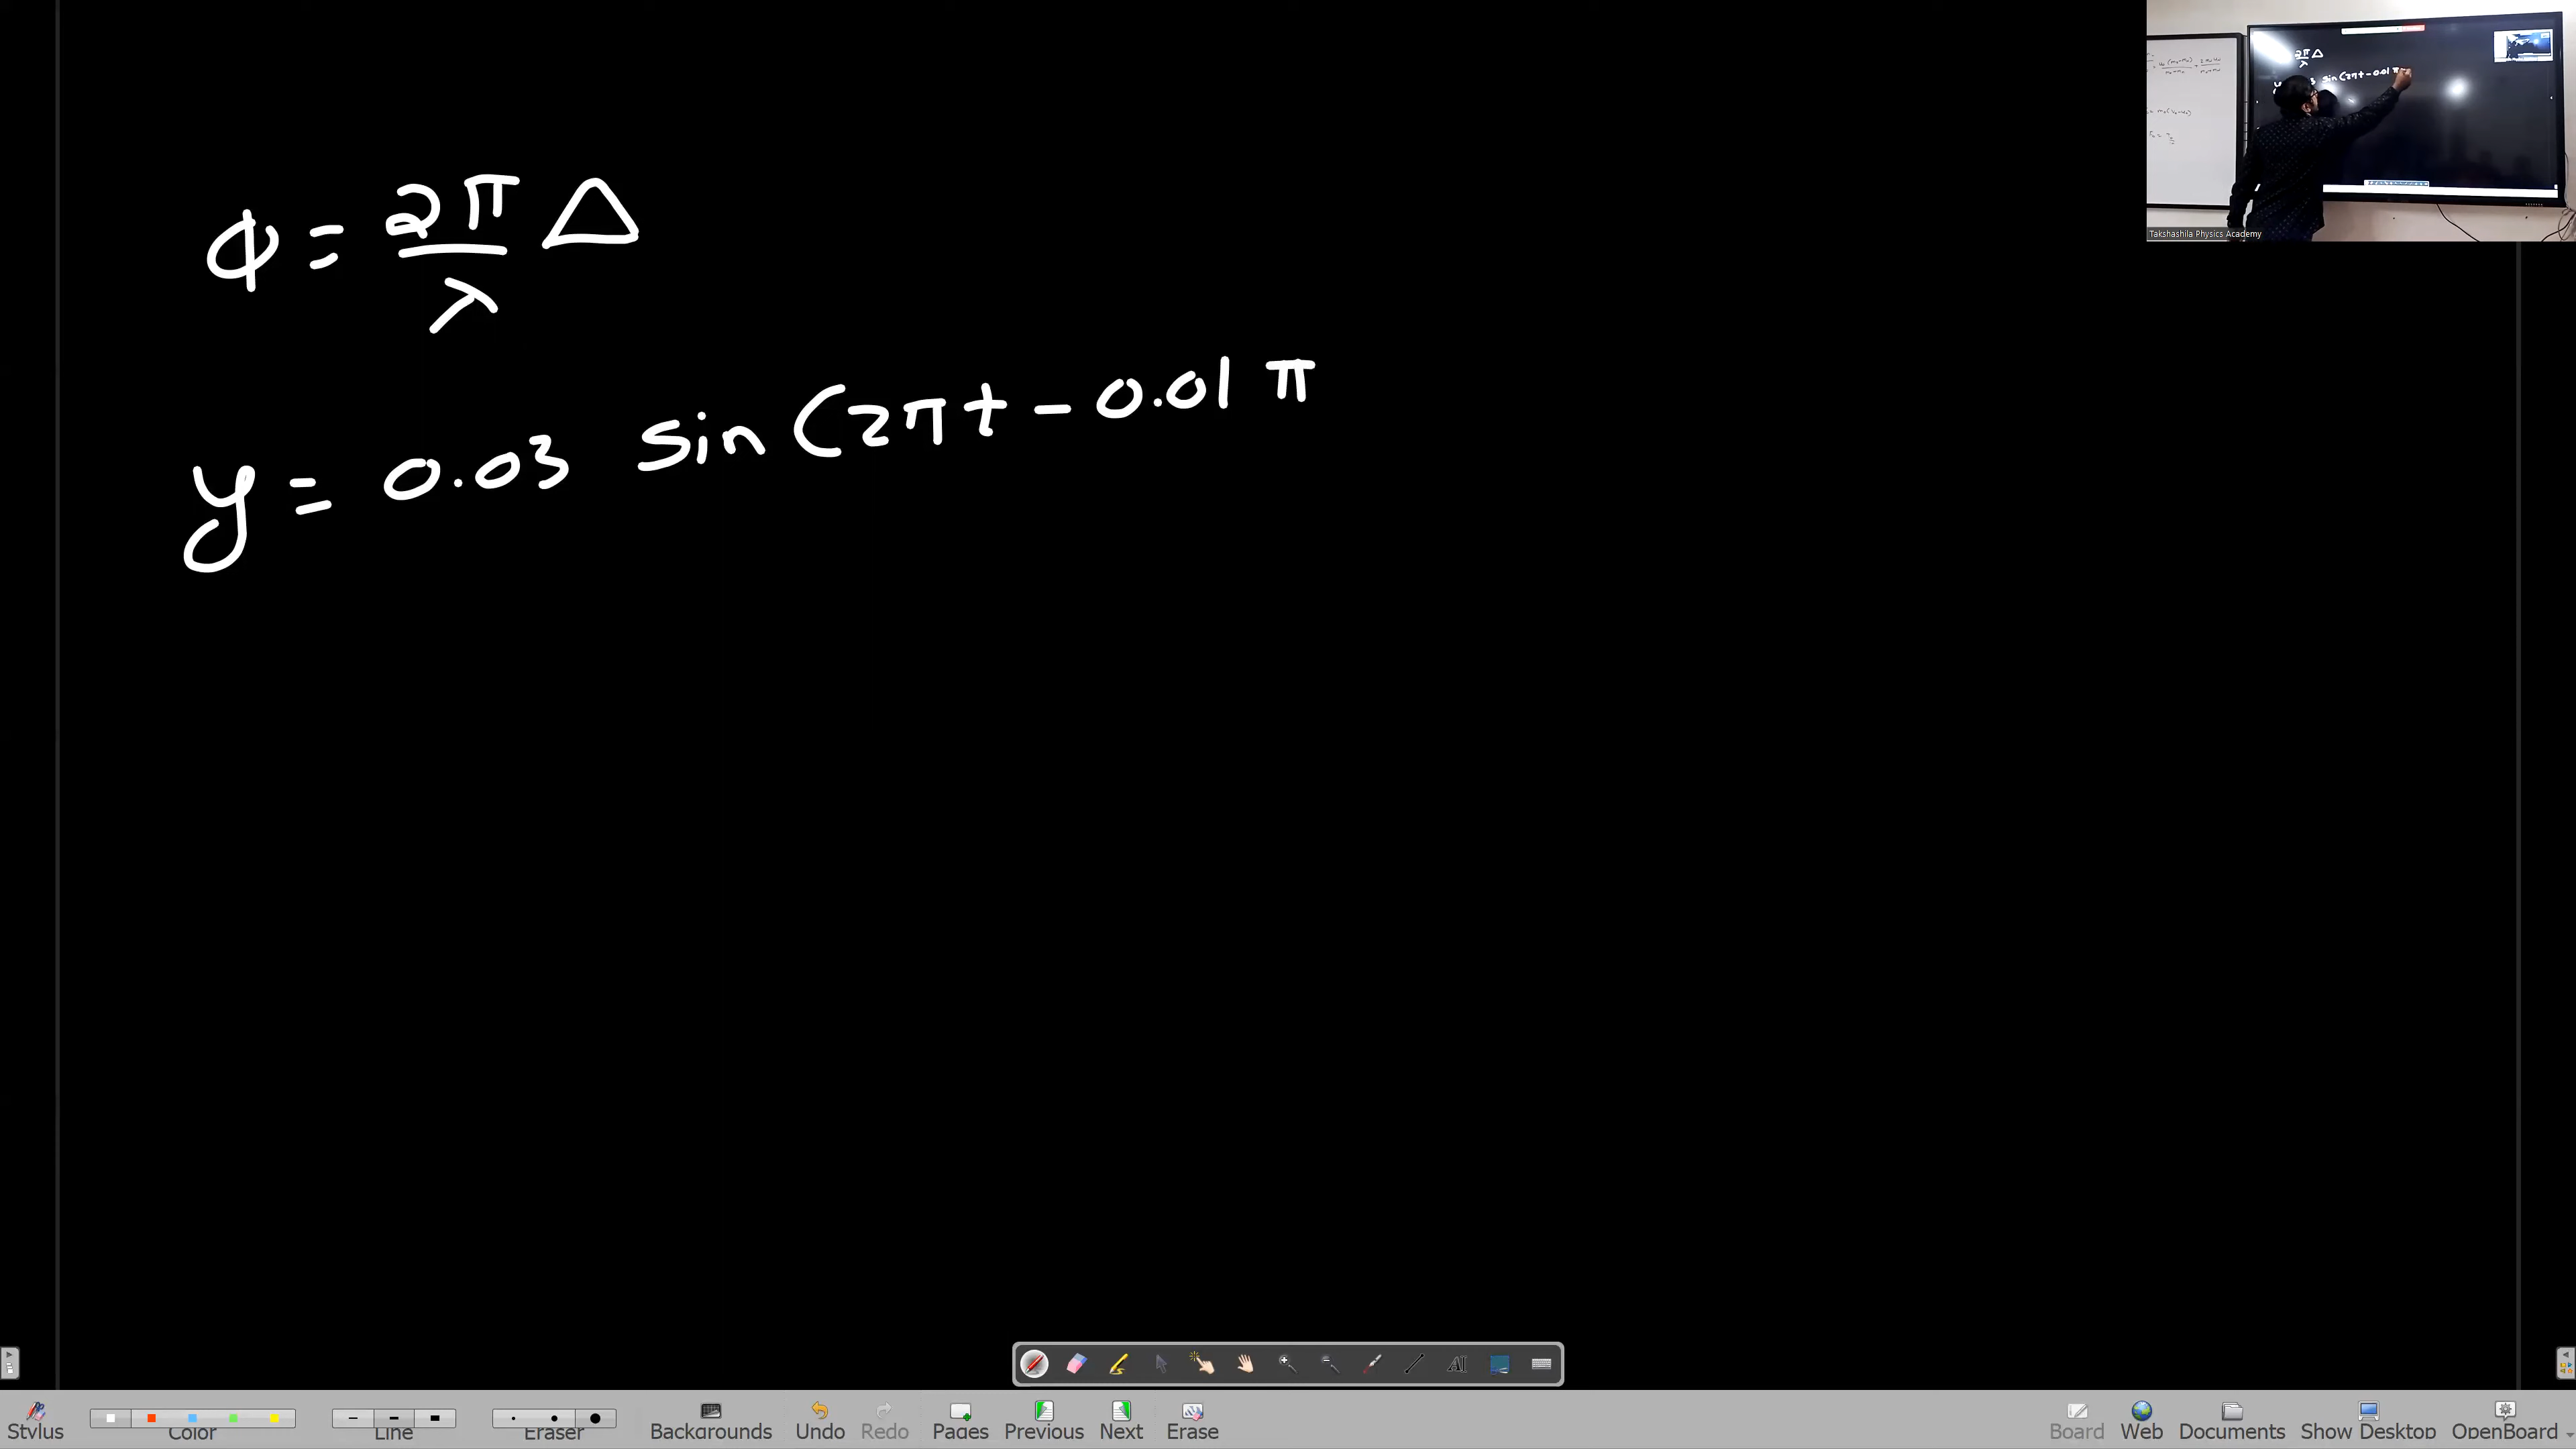 ϕ = 2π/λ Δ
y = 0.03 sin (2πt - 0.01 π
Takshashila Physics Academy
Stylus Color Line Eraser Backgrounds Undo Redo Pages Previous Next Erase Board Web Documents Show Desktop OpenBoard